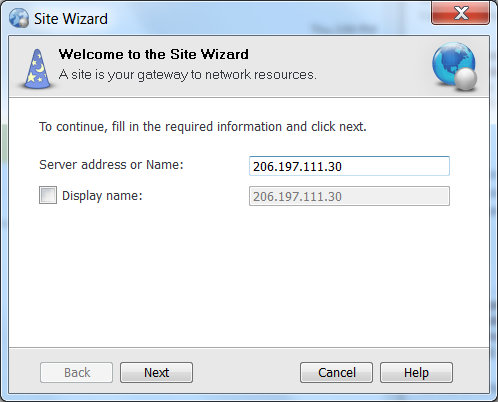 Site Wizard
Welcome to the Site Wizard
A site is your gateway to network resources.
To continue, fill in the required information and click next.
Server address or Name: 206.197.111.30
Display name: 206.197.111.30
Back Next Cancel Help